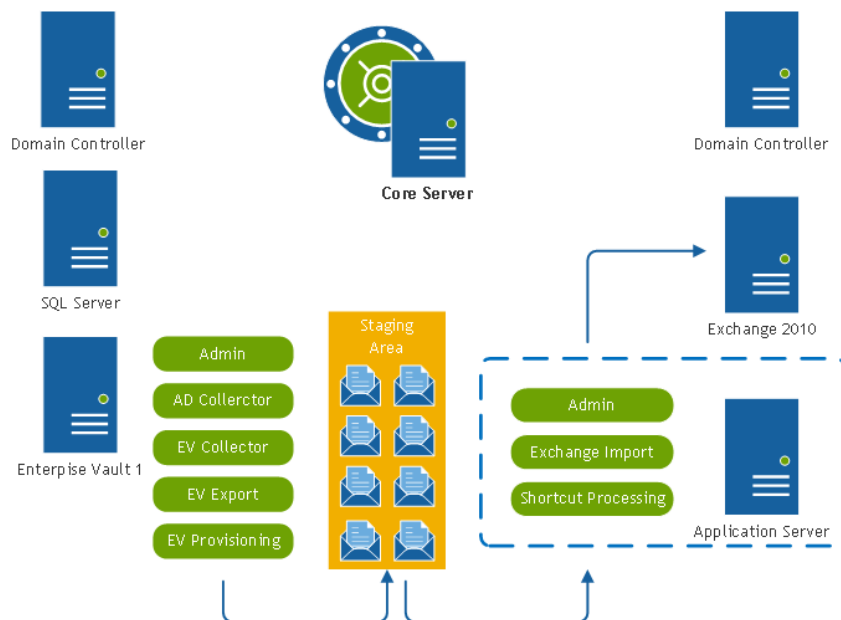 Domain Controller
Core Server
Domain Controller
SQL Server
Exchange 2010
Enterpise Vault 1
Admin
AD Collerctor
EV Collector
EV Export
EV Provisioning
Staging
Area
Admin
Exchange Import
Shortcut Processing
Application Server